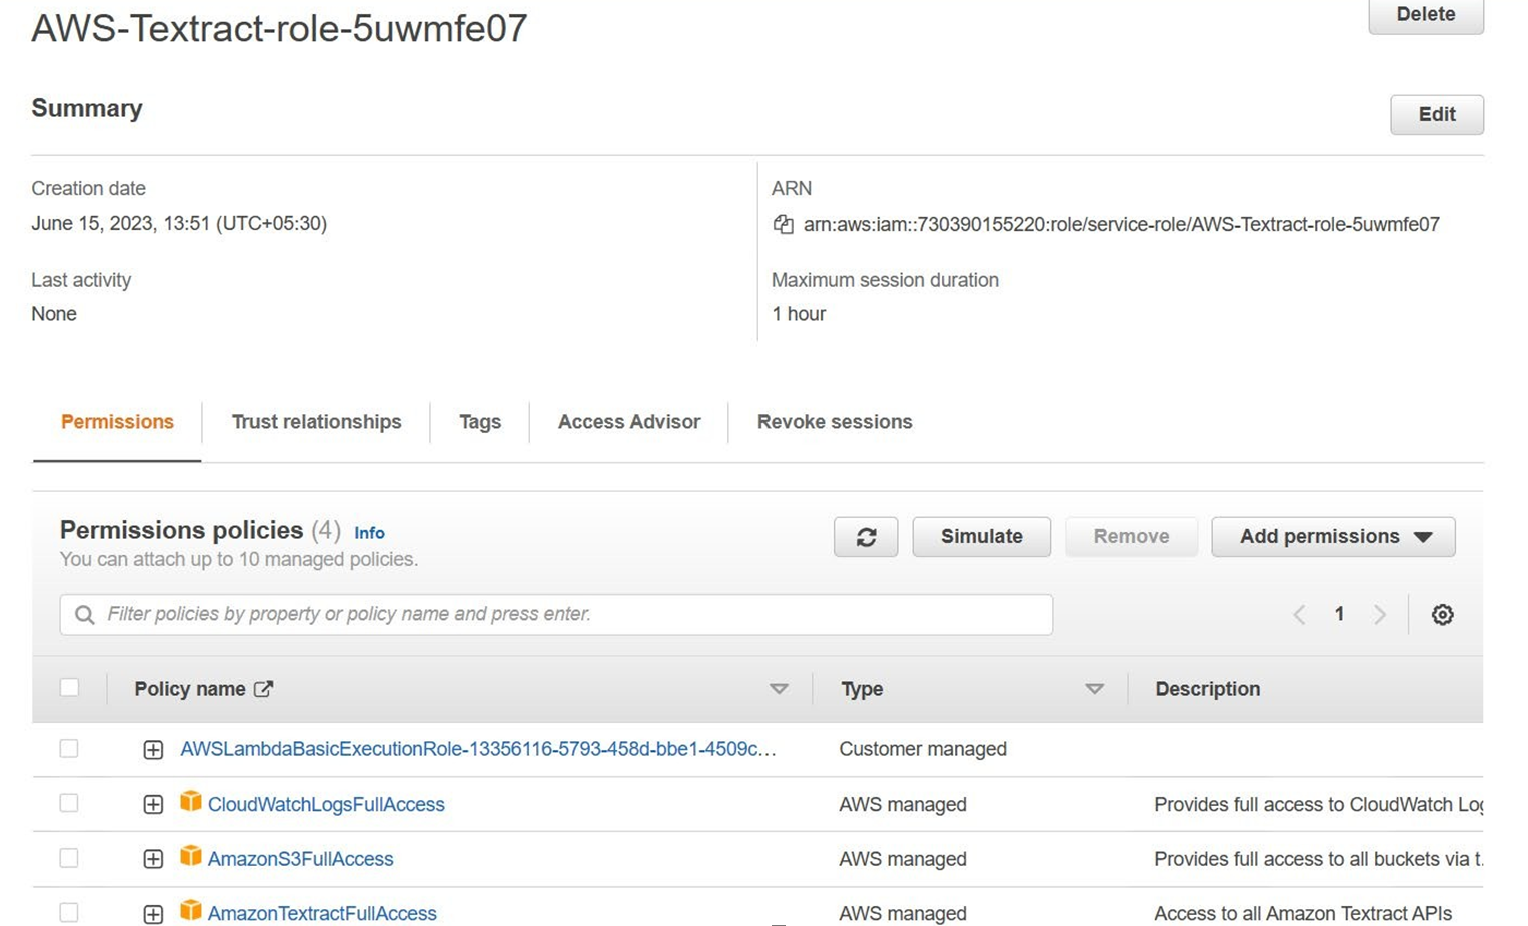 AWS-Textract-role-5uwmfe07
Delete
Summary
Edit
Creation date
June 15, 2023, 13:51 (UTC+05:30)
ARN
arn:aws:iam::730390155220:role/service-role/AWS-Textract-role-5uwmfe07
Last activity
None
Maximum session duration
1 hour
Permissions
Trust relationships
Tags
Access Advisor
Revoke sessions
Permissions policies (4) Info
You can attach up to 10 managed policies.
Simulate
Remove
Add permissions
Filter policies by property or policy name and press enter.
1
Policy name
Type
Description
AWSLambdaBasicExecutionRole-13356116-5793-458d-bbe1-4509c...
Customer managed
CloudWatchLogsFullAccess
AWS managed
Provides full access to CloudWatch Log
AmazonS3FullAccess
AWS managed
Provides full access to all buckets via t.
AmazonTextractFullAccess
AWS managed
Access to all Amazon Textract APIs